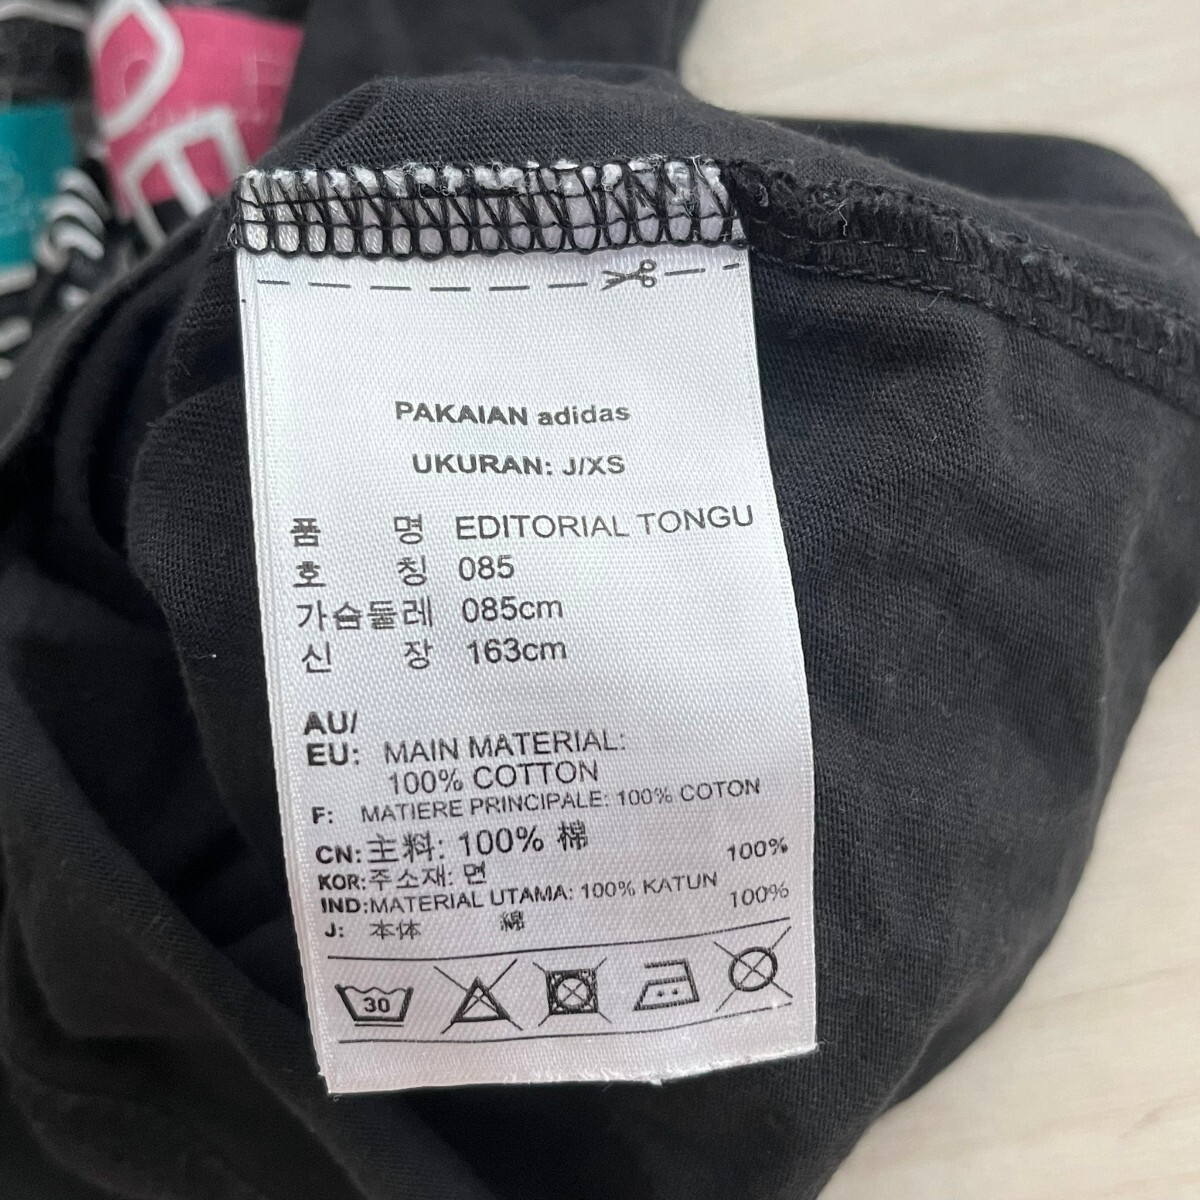 PAKAIAN adidas
UKURAN: J/XS
품 명 EDITORIAL TONGU
호 칭 085
가슴둘레 085cm
신 장 163cm
AU/
EU: MAIN MATERIAL:
100% COTTON
F: MATIERE PRINCIPALE: 100% COTON
CN: 主料: 100% 棉
KOR: 주소재: 면 100%
IND: MATERIAL UTAMA: 100% KATUN
J: 本体 綿 100%
30